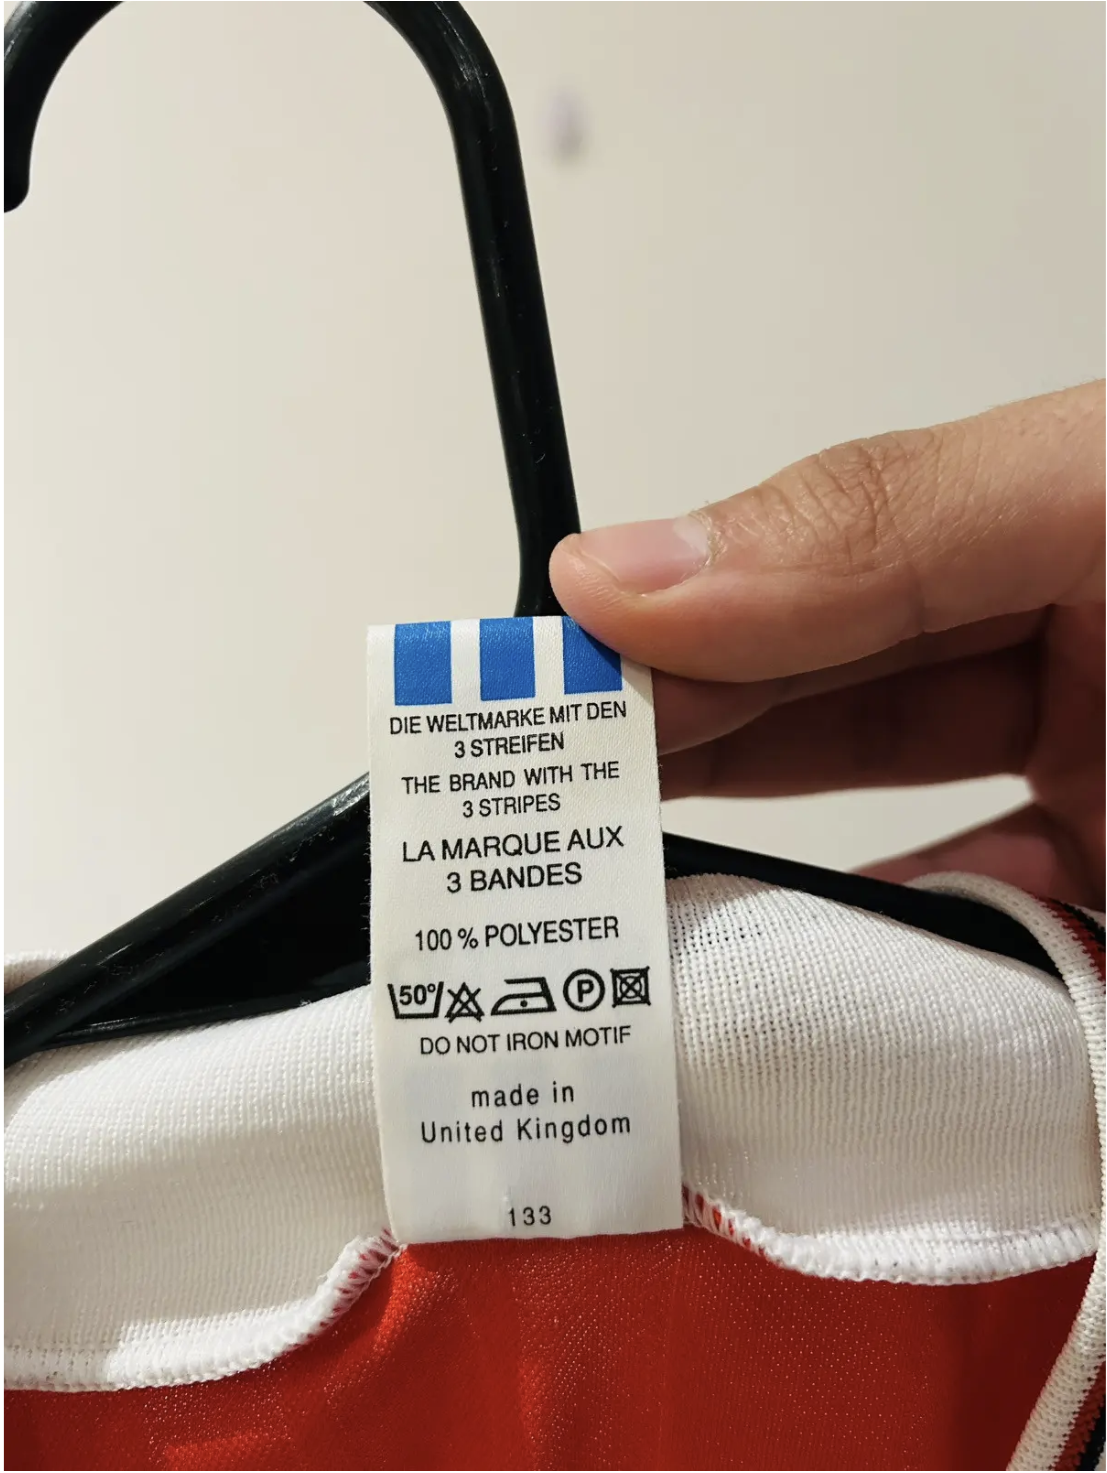 DIE WELTMARKE MIT DEN
3 STREIFEN
THE BRAND WITH THE
3 STRIPES
LA MARQUE AUX
3 BANDES
100 % POLYESTER
50° P
DO NOT IRON MOTIF
made in
United Kingdom
133